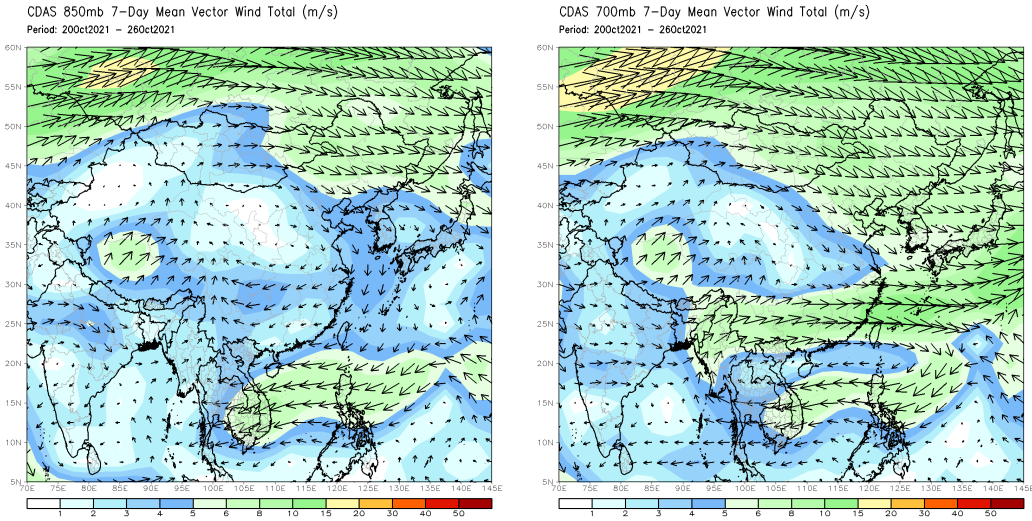 CDAS 850mb 7-Day Mean Vector Wind Total (m/s)
Period: 20Oct2021 - 26Oct2021
60N
55N
50N
45N
40N
35N
30N
25N
20N
15N
10N
5N
70E 75E 80E 85E 90E 95E 100E 105E 110E 115E 120E 125E 130E 135E 140E 145E
1 2 3 4 5 6 8 10 15 20 30 40 50
CDAS 700mb 7-Day Mean Vector Wind Total (m/s)
Period: 20Oct2021 - 26Oct2021
60N
55N
50N
45N
40N
35N
30N
25N
20N
15N
10N
5N
70E 75E 80E 85E 90E 95E 100E 105E 110E 115E 120E 125E 130E 135E 140E 145E
1 2 3 4 5 6 8 10 15 20 30 40 50